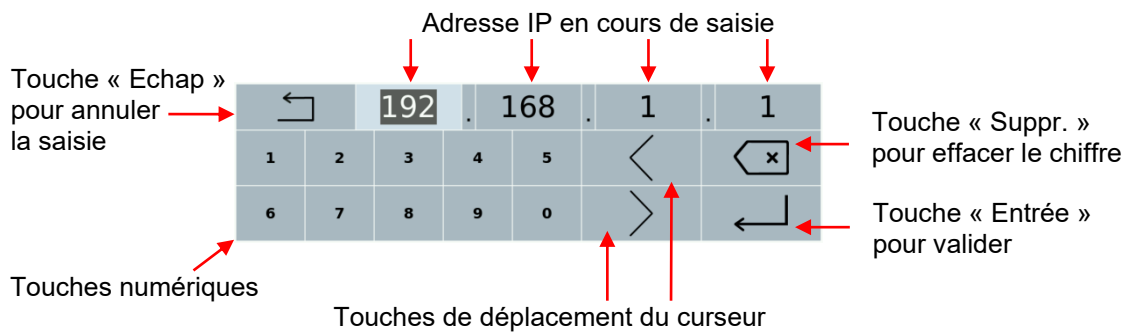 Adresse IP en cours de saisie
Touche « Echap »
pour annuler
la saisie
192 . 168 . 1 . 1
1 2 3 4 5
6 7 8 9 0
Touche « Suppr. »
pour effacer le chiffre
Touche « Entrée »
pour valider
Touches numériques
Touches de déplacement du curseur